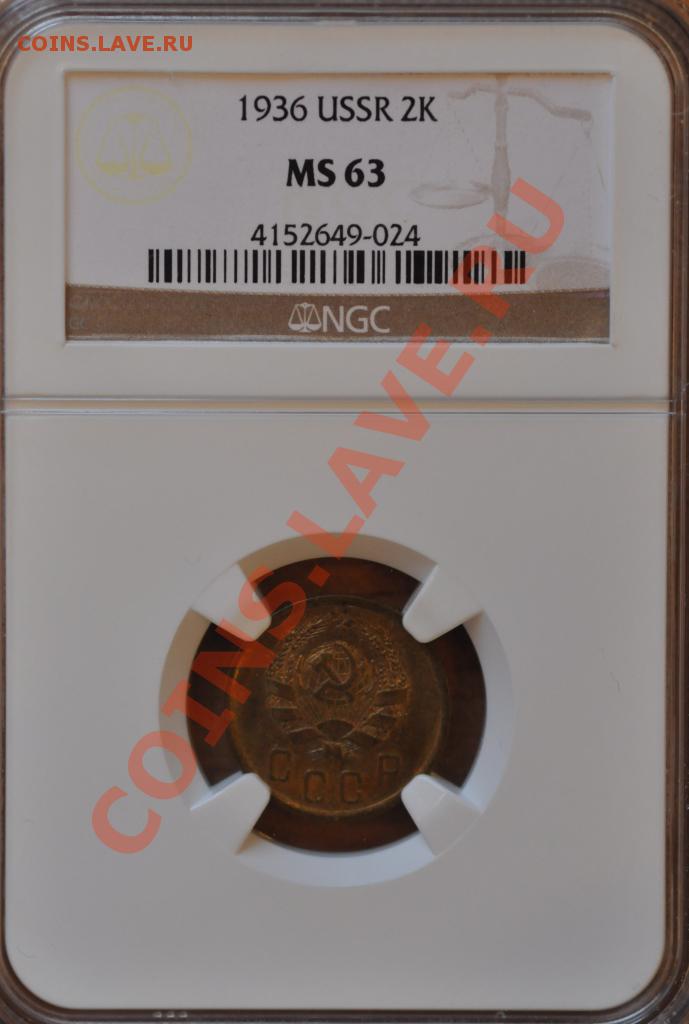 COINS.LAVE.RU
1936 USSR 2K
MS 63
4152649-024
NGC
COINS.LAVE.RU
СССР